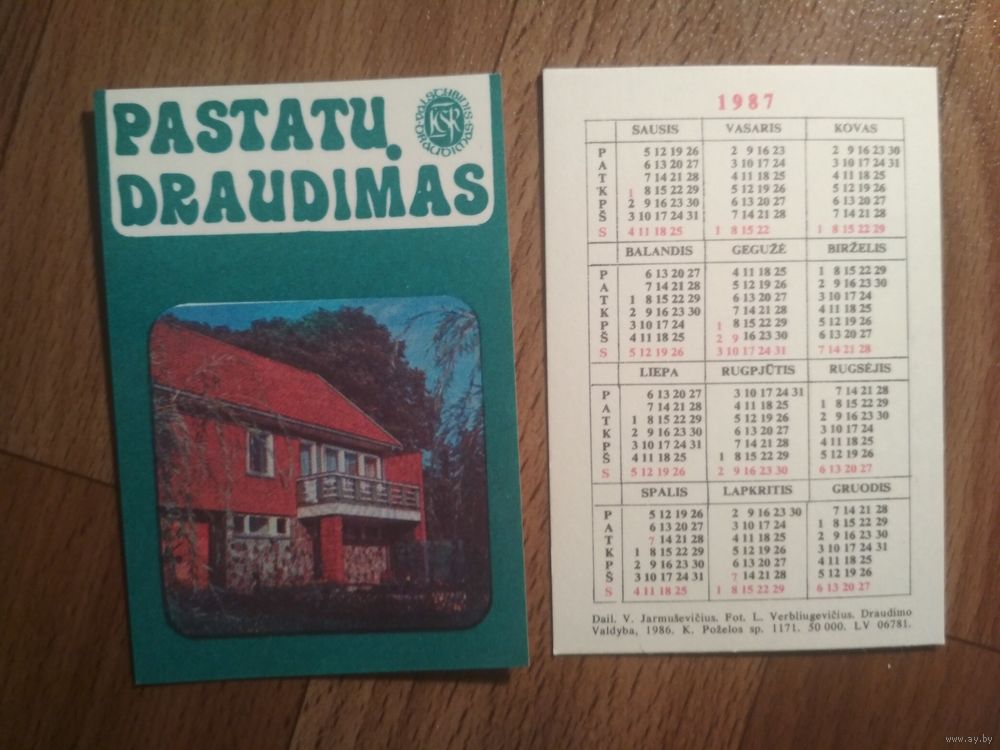 PASTATŲ
DRAUDIMAS
TSR
1987
SAUSIS VASARIS KOVAS
P 5 12 19 26 2 9 16 23 2 9 16 23 30
A 6 13 20 27 3 10 17 24 3 10 17 24 31
T 7 14 21 28 4 11 18 25 4 11 18 25
K 1 8 15 22 29 5 12 19 26 5 12 19 26
P 2 9 16 23 30 6 13 20 27 6 13 20 27
Š 3 10 17 24 31 7 14 21 28 7 14 21 28
S 4 11 18 25 1 8 15 22 1 8 15 22 29
BALANDIS GEGUŽĖ BIRŽELIS
P 6 13 20 27 4 11 18 25 1 8 15 22 29
A 7 14 21 28 5 12 19 26 2 9 16 23 30
T 1 8 15 22 29 6 13 20 27 3 10 17 24
K 2 9 16 23 30 7 14 21 28 4 11 18 25
P 3 10 17 24 1 8 15 22 29 5 12 19 26
Š 4 11 18 25 2 9 16 23 30 6 13 20 27
S 5 12 19 26 3 10 17 24 31 7 14 21 28
LIEPA RUGPJŪTIS RUGSĖJIS
P 6 13 20 27 3 10 17 24 31 7 14 21 28
A 7 14 21 28 4 11 18 25 1 8 15 22 29
T 1 8 15 22 29 5 12 19 26 2 9 16 23 30
K 2 9 16 23 30 6 13 20 27 3 10 17 24
P 3 10 17 24 31 7 14 21 28 4 11 18 25
Š 4 11 18 25 1 8 15 22 29 5 12 19 26
S 5 12 19 26 2 9 16 23 30 6 13 20 27
SPALIS LAPKRITIS GRUODIS
P 5 12 19 26 2 9 16 23 30 7 14 21 28
A 6 13 20 27 3 10 17 24 1 8 15 22 29
T 7 14 21 28 4 11 18 25 2 9 16 23 30
K 1 8 15 22 29 5 12 19 26 3 10 17 24 31
P 2 9 16 23 30 6 13 20 27 4 11 18 25
Š 3 10 17 24 31 7 14 21 28 5 12 19 26
S 4 11 18 25 1 8 15 22 29 6 13 20 27
Dail. V. Jarmuševičius. Fot. L. Verbliugevičius. Draudimo
Valdyba, 1986. K. Poželos sp. 1171. 50 000. LV 06781.
www.ay.by